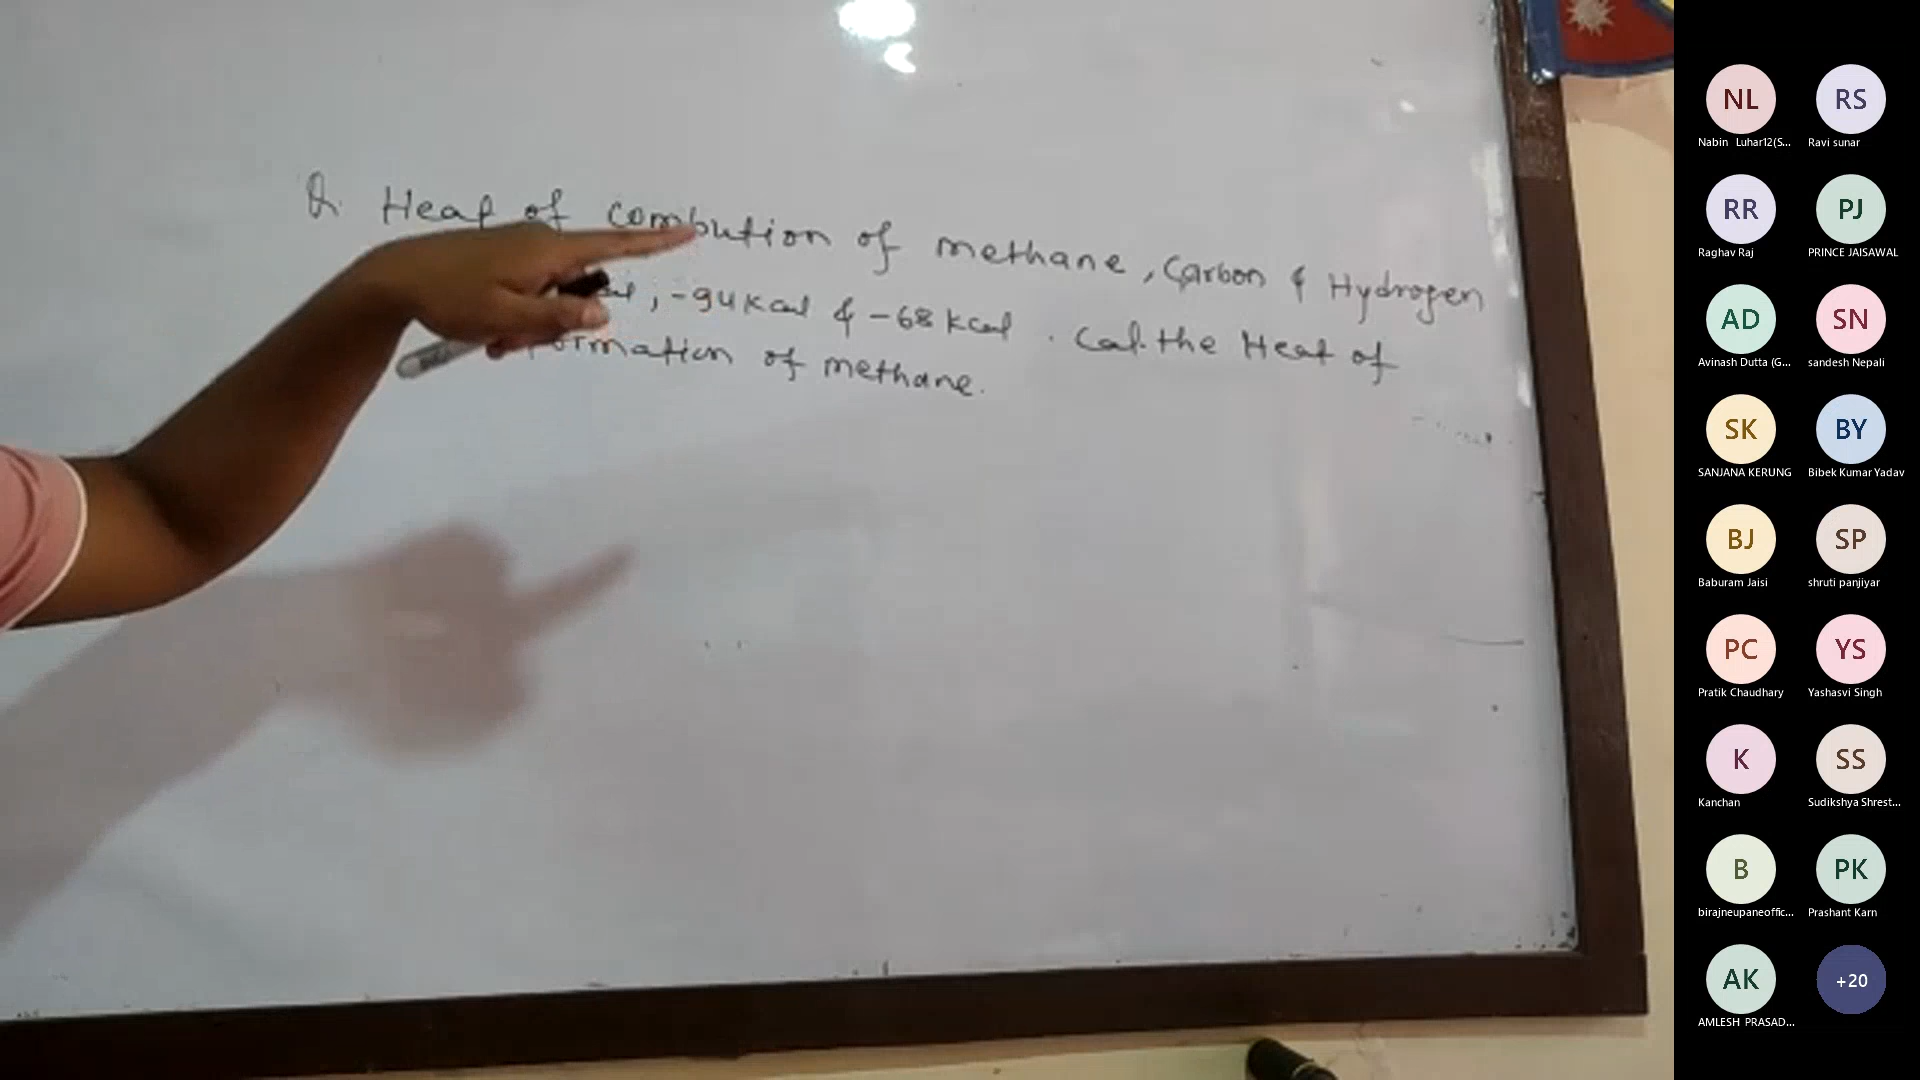 Q. Heat of combution of methane, Carbon & Hydrogen
, -94 Kcal & -68 Kcal. Cal. the Heat of
formation of methane.
NL RS
Nabin Luhar12(S... Ravi sunar
RR PJ
Raghav Raj PRINCE JAISAWAL
AD SN
Avinash Dutta (G... sandesh Nepali
SK BY
SANJANA KERUNG Bibek Kumar Yadav
BJ SP
Baburam Jaisi shruti panjiyar
PC YS
Pratik Chaudhary Yashasvi Singh
K SS
Kanchan Sudikshya Shrest...
B PK
birajneupaneoffic... Prashant Karn
AK +20
AMLESH PRASAD...